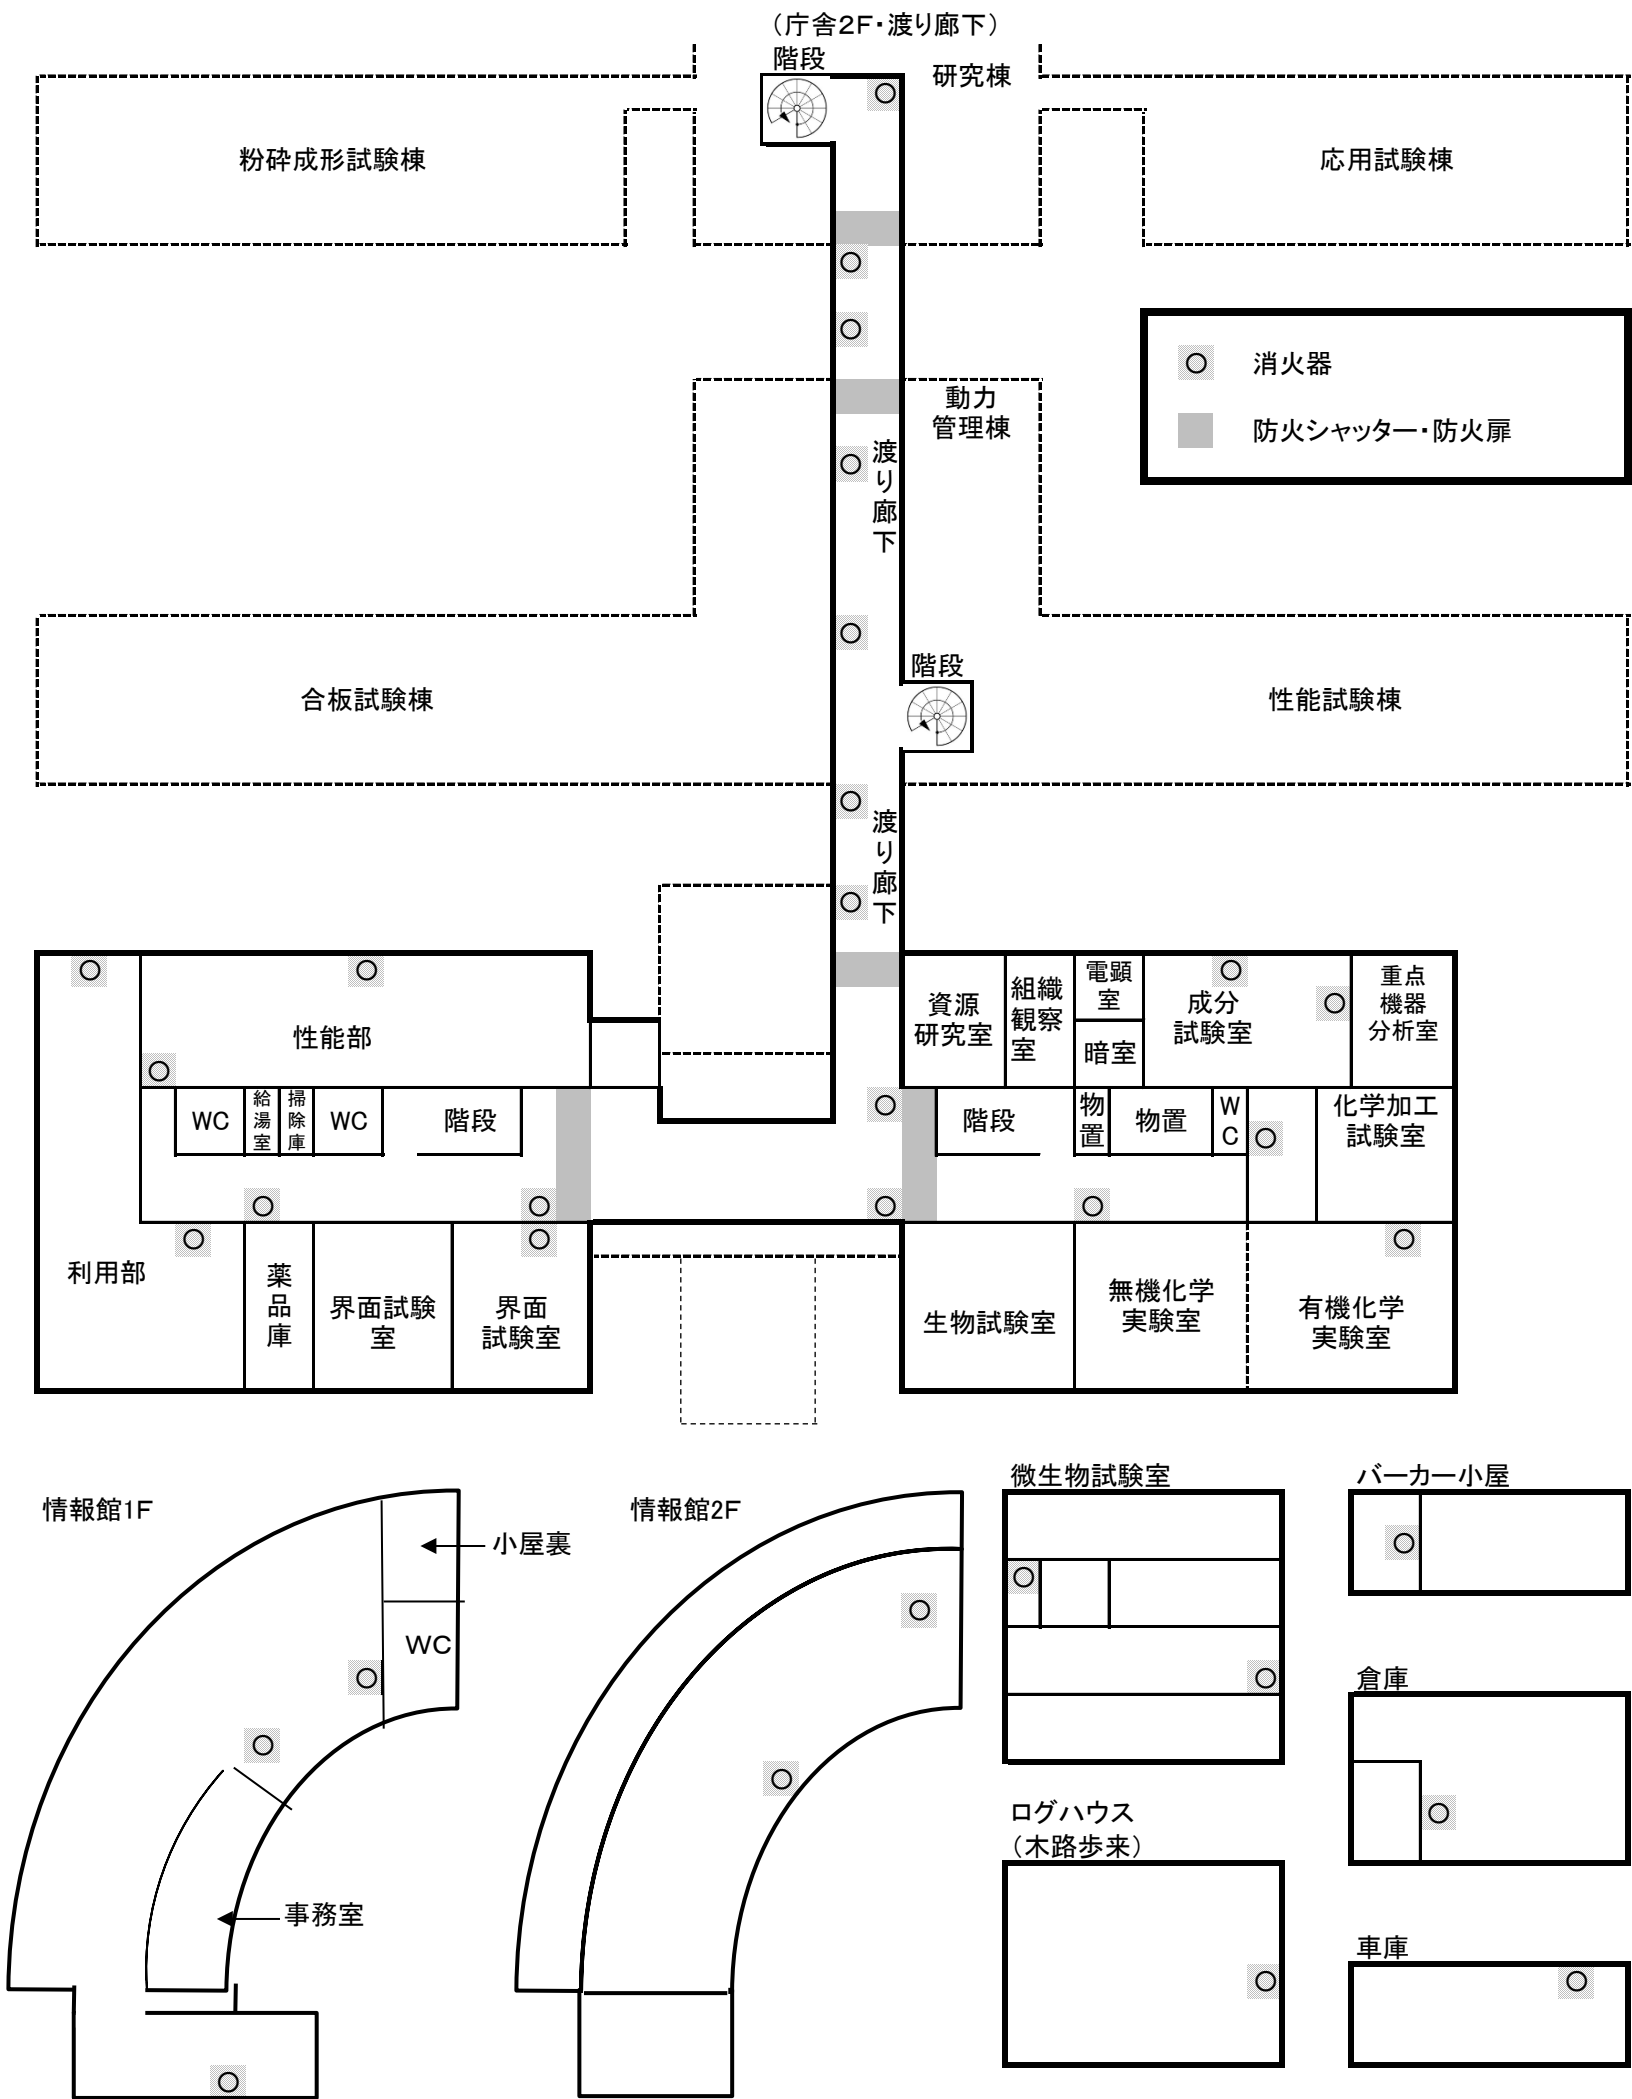 （庁舎2F・渡り廊下）
階段
研究棟
粉砕成形試験棟
応用試験棟
消火器
防火シャッター・防火扉
動力
管理棟
渡り廊下
階段
合板試験棟
性能試験棟
渡り廊下
性能部
資源
研究室
組織
観察
室
電顕
室
暗室
成分
試験室
重点
機器
分析室
WC
給湯室
掃除庫
WC
階段
階段
物置
物置
WC
化学加工
試験室
利用部
薬品庫
界面試験
室
界面
試験室
生物試験室
無機化学
実験室
有機化学
実験室
情報館1F
小屋裏
WC
事務室
情報館2F
微生物試験室
バーカー小屋
倉庫
ログハウス
（木路歩来）
車庫